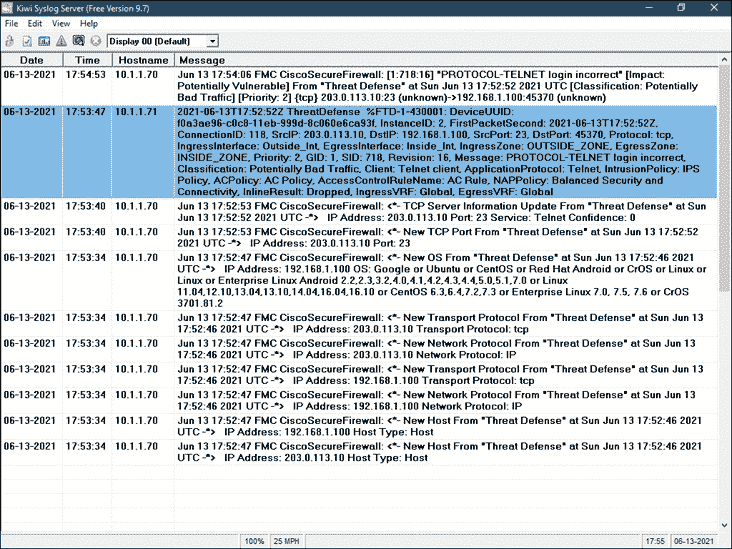 Kiwi Syslog Server (Free Version 9.7)
File Edit View Help
Display 00 (Default)
Date Time Hostname Message
06-13-2021 17:54:53 10.1.1.70 Jun 13 17:54:06 FMC CiscoSecureFirewall: [1:718:16] "PROTOCOL-TELNET login incorrect" [Impact:
Potentially Vulnerable] From "Threat Defense" at Sun Jun 13 17:52:52 2021 UTC [Classification: Potentially
Bad Traffic] [Priority: 2] {tcp} 203.0.113.10:23 (unknown)->192.168.1.100:45370 (unknown)
06-13-2021 17:53:47 10.1.1.71 2021-06-13T17:52:52Z ThreatDefense %FTD-1-430001: DeviceUUID:
f0a3ae96-c0c8-11eb-999d-8c060e6ca93f, InstanceID: 2, FirstPacketSecond: 2021-06-13T17:52:52Z,
ConnectionID: 118, SrcIP: 203.0.113.10, DstIP: 192.168.1.100, SrcPort: 23, DstPort: 45370, Protocol: tcp,
IngressInterface: Outside_Int, EgressInterface: Inside_Int, IngressZone: OUTSIDE_ZONE, EgressZone:
INSIDE_ZONE, Priority: 2, GID: 1, SID: 718, Revision: 16, Message: PROTOCOL-TELNET login incorrect,
Classification: Potentially Bad Traffic, Client: Telnet client, ApplicationProtocol: Telnet, IntrusionPolicy: IPS
Policy, ACPolicy: AC Policy, AccessControlRuleName: AC Rule, NAPPolicy: Balanced Security and
Connectivity, InlineResult: Dropped, IngressVRF: Global, EgressVRF: Global
06-13-2021 17:53:40 10.1.1.70 Jun 13 17:52:53 FMC CiscoSecureFirewall: <*- TCP Server Information Update From "Threat Defense" at Sun
Jun 13 17:52:52 2021 UTC -*> IP Address: 203.0.113.10 Port: 23 Service: Telnet Confidence: 0
06-13-2021 17:53:40 10.1.1.70 Jun 13 17:52:53 FMC CiscoSecureFirewall: <*- New TCP Port From "Threat Defense" at Sun Jun 13 17:52:52
2021 UTC -*> IP Address: 203.0.113.10 Port: 23
06-13-2021 17:53:34 10.1.1.70 Jun 13 17:52:47 FMC CiscoSecureFirewall: <*- New OS From "Threat Defense" at Sun Jun 13 17:52:46 2021
UTC -*> IP Address: 192.168.1.100 OS: Google or Ubuntu or CentOS or Red Hat Android or CrOS or Linux or
Linux or Enterprise Linux Android 2.2,2.3,3.2,4.0,4.1,4.2,4.3,4.4,5.0,5.1,7.0 or Linux
11.04,12.10,13.04,13.10,14.04,16.04,16.10 or CentOS 6.3,6.4,7.2,7.3 or Enterprise Linux 7.0, 7.5, 7.6 or CrOS
3701.81.2
06-13-2021 17:53:34 10.1.1.70 Jun 13 17:52:47 FMC CiscoSecureFirewall: <*- New Transport Protocol From "Threat Defense" at Sun Jun 13
17:52:46 2021 UTC -*> IP Address: 203.0.113.10 Transport Protocol: tcp
06-13-2021 17:53:34 10.1.1.70 Jun 13 17:52:47 FMC CiscoSecureFirewall: <*- New Network Protocol From "Threat Defense" at Sun Jun 13
17:52:46 2021 UTC -*> IP Address: 203.0.113.10 Network Protocol: IP
06-13-2021 17:53:34 10.1.1.70 Jun 13 17:52:47 FMC CiscoSecureFirewall: <*- New Transport Protocol From "Threat Defense" at Sun Jun 13
17:52:46 2021 UTC -*> IP Address: 192.168.1.100 Transport Protocol: tcp
06-13-2021 17:53:34 10.1.1.70 Jun 13 17:52:47 FMC CiscoSecureFirewall: <*- New Network Protocol From "Threat Defense" at Sun Jun 13
17:52:46 2021 UTC -*> IP Address: 192.168.1.100 Network Protocol: IP
06-13-2021 17:53:34 10.1.1.70 Jun 13 17:52:47 FMC CiscoSecureFirewall: <*- New Host From "Threat Defense" at Sun Jun 13 17:52:46 2021
UTC -*> IP Address: 192.168.1.100 Host Type: Host
06-13-2021 17:53:34 10.1.1.70 Jun 13 17:52:47 FMC CiscoSecureFirewall: <*- New Host From "Threat Defense" at Sun Jun 13 17:52:46 2021
UTC -*> IP Address: 203.0.113.10 Host Type: Host
100% 25 MPH 17:55 06-13-2021